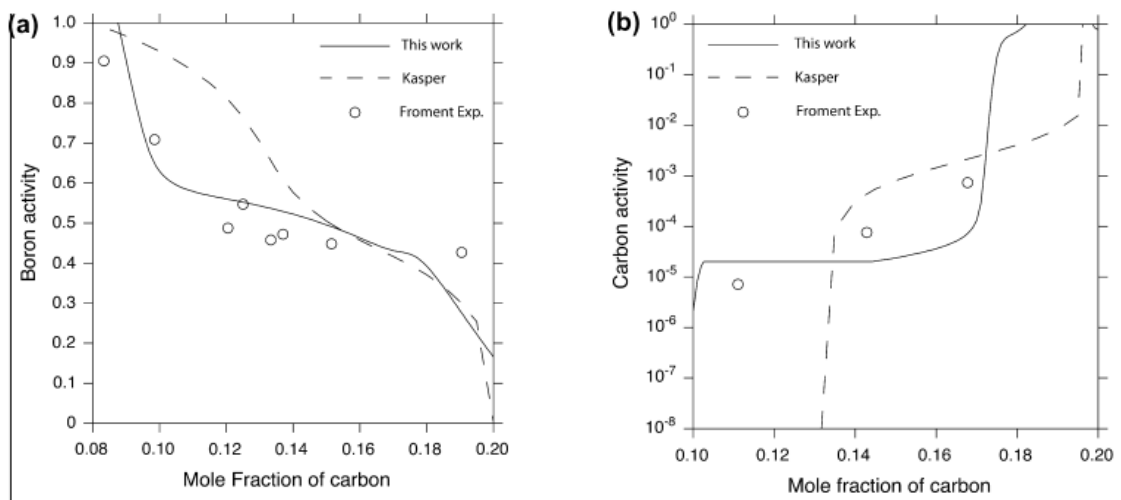 (a)
1.0
0.9
0.8
0.7
0.6
0.5
0.4
0.3
0.2
0.1
0
Boron activity
This work
Kasper
Froment Exp.
0.08 0.10 0.12 0.14 0.16 0.18 0.20
Mole Fraction of carbon
(b)
10⁰
10⁻¹
10⁻²
10⁻³
10⁻⁴
10⁻⁵
10⁻⁶
10⁻⁷
10⁻⁸
Carbon activity
This work
Kasper
Froment Exp.
0.10 0.12 0.14 0.16 0.18 0.20
Mole fraction of carbon